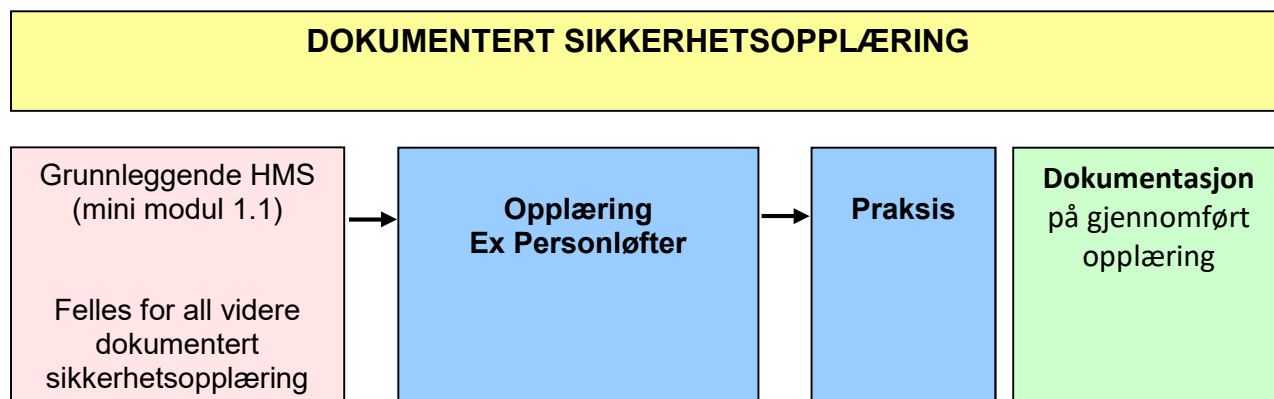 DOKUMENTERT SIKKERHETSOPPLÆRING
Grunnleggende HMS
(mini modul 1.1)
Felles for all videre
dokumentert
sikkerhetsopplæring
Opplæring
Ex Personløfter
Praksis
Dokumentasjon
på gjennomført
opplæring